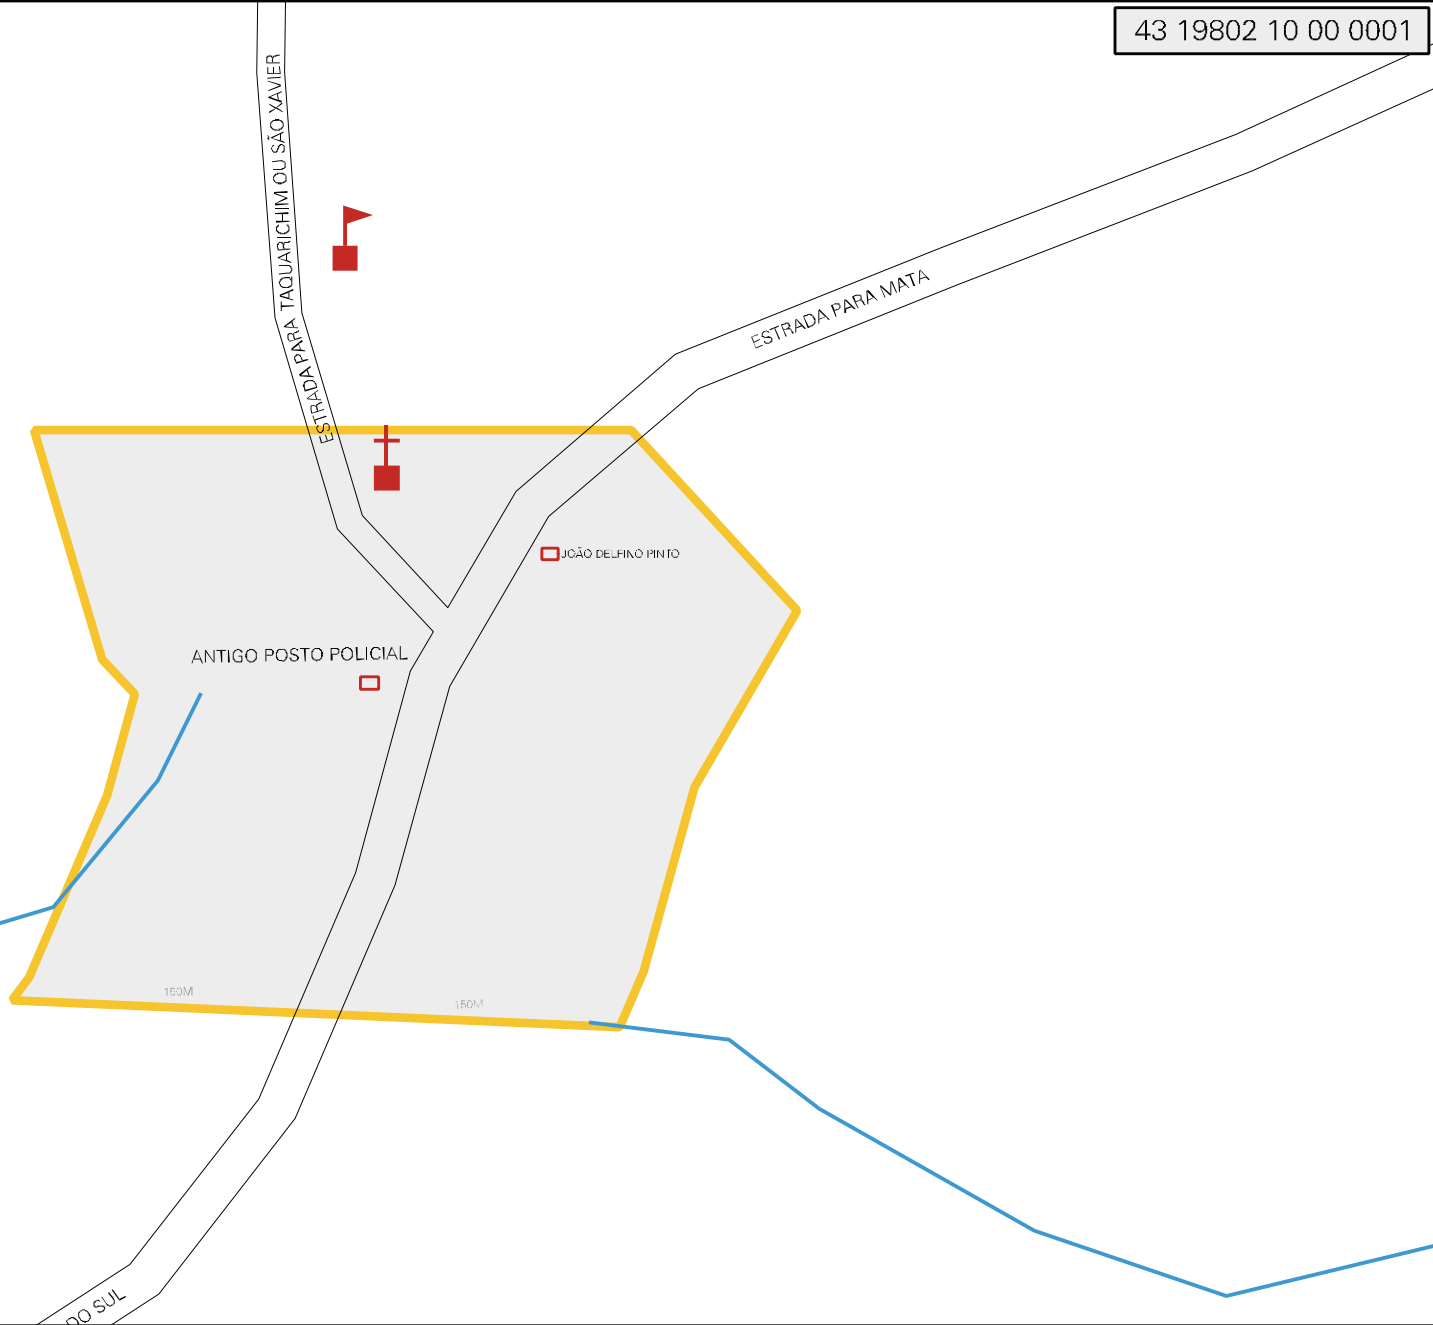 43 19802 10 00 0001
ESTRADA PARA TAQUARICHIM OU SÃO XAVIER
ESTRADA PARA MATA
JOÃO DELFINO PINTO
ANTIGO POSTO POLICIAL
150M
150M
DO SUL